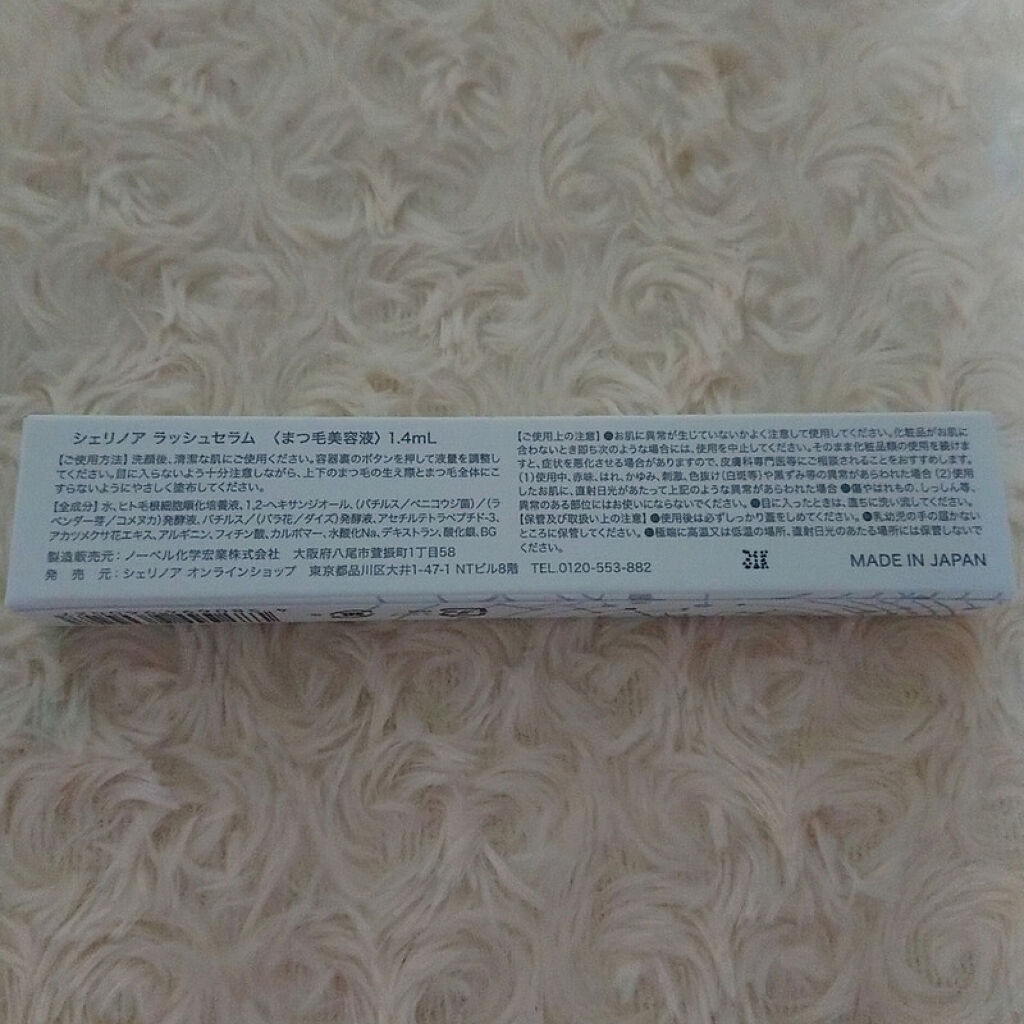 シェリノア ラッシュセラム 〈まつ毛美容液〉 1.4mL
【ご使用方法】洗顔後、清潔な肌にご使用ください。容器裏のボタンを押して液量を調整し
てください。目に入らないよう十分注意しながら、上下のまつ毛の生え際とまつ毛全体にこ
すらないようにやさしく塗布してください。
【全成分】水、ヒト毛根細胞順化培養液、1,2-ヘキサンジオール、(バチルス/ベニコウジ菌)/(ラ
ベンダー芽/コメヌカ)発酵液、バチルス/(バラ花/ダイズ)発酵液、アセチルテトラペプチド-3、
アカツメクサ花エキス、アルギニン、フィチン酸、カルボマー、水酸化Na、デキストラン、酸化銀、BG
製造販売元：ノーベル化学宏業株式会社 大阪府八尾市萱振町1丁目58
発売元：シェリノア オンラインショップ 東京都品川区大井1-47-1 NTビル8階 TEL.0120-553-882
【ご使用上の注意】●お肌に異常が生じていないかよく注意して使用してください。化粧品がお肌に
合わないとき即ち次のような場合には、使用を中止してください。そのまま化粧品類の使用を続けま
すと、症状を悪化させる場合がありますので、皮膚科専門医等にご相談されることをおすすめします。
(1)使用中、赤味、はれ、かゆみ、刺激、色抜け(白斑等)や黒ずみ等の異常があらわれた場合(2)使用
したお肌に、直射日光があたって上記のような異常があらわれた場合 ●傷やはれもの、しっしん等、
異常のある部位にはお使いにならないでください。●目に入ったときは、直ちに洗い流してください。
【保管及び取扱い上の注意】●使用後は必ずしっかり蓋をしめてください。●乳幼児の手の届かない
ところに保管してください。●極端に高温又は低温の場所、直射日光のあたる場所には保管しないで
ください。
MADE IN JAPAN